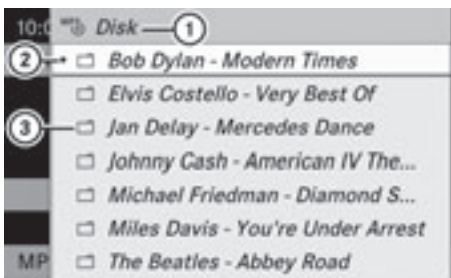 10:0
Disk
1
2
Bob Dylan - Modern Times
Elvis Costello - Very Best Of
3
Jan Delay - Mercedes Dance
Johnny Cash - American IV The...
Michael Friedman - Diamond S...
Miles Davis - You're Under Arrest
MP
The Beatles - Abbey Road